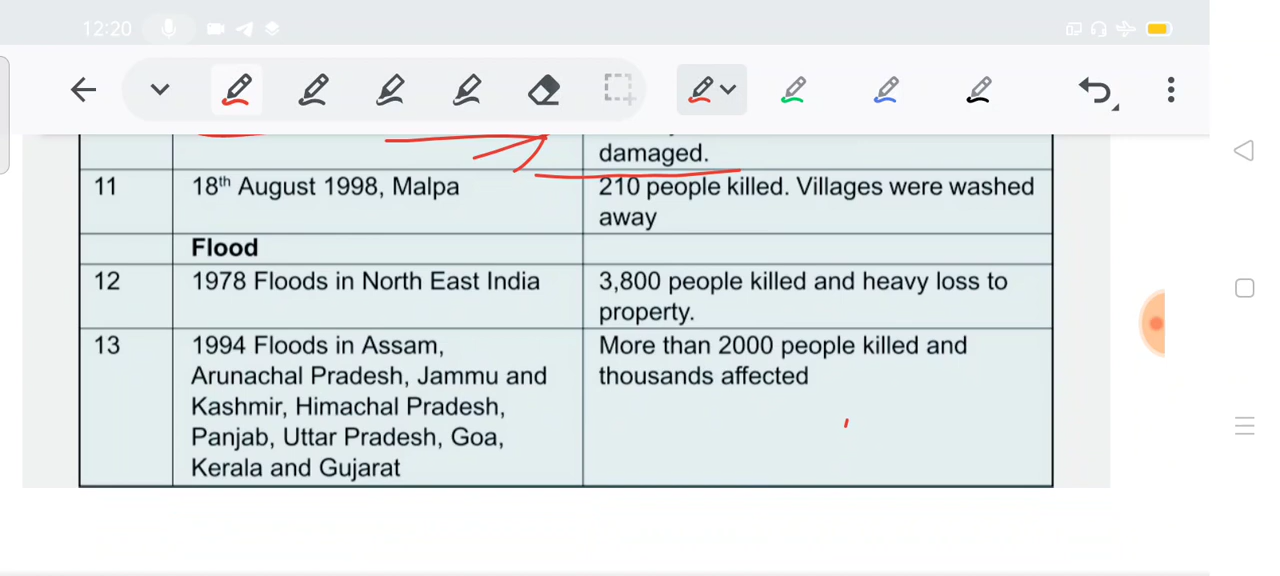 12:20
damaged.
11 18th August 1998, Malpa 210 people killed. Villages were washed
away
Flood
12 1978 Floods in North East India 3,800 people killed and heavy loss to
property.
13 1994 Floods in Assam, More than 2000 people killed and
Arunachal Pradesh, Jammu and thousands affected
Kashmir, Himachal Pradesh,
Panjab, Uttar Pradesh, Goa,
Kerala and Gujarat